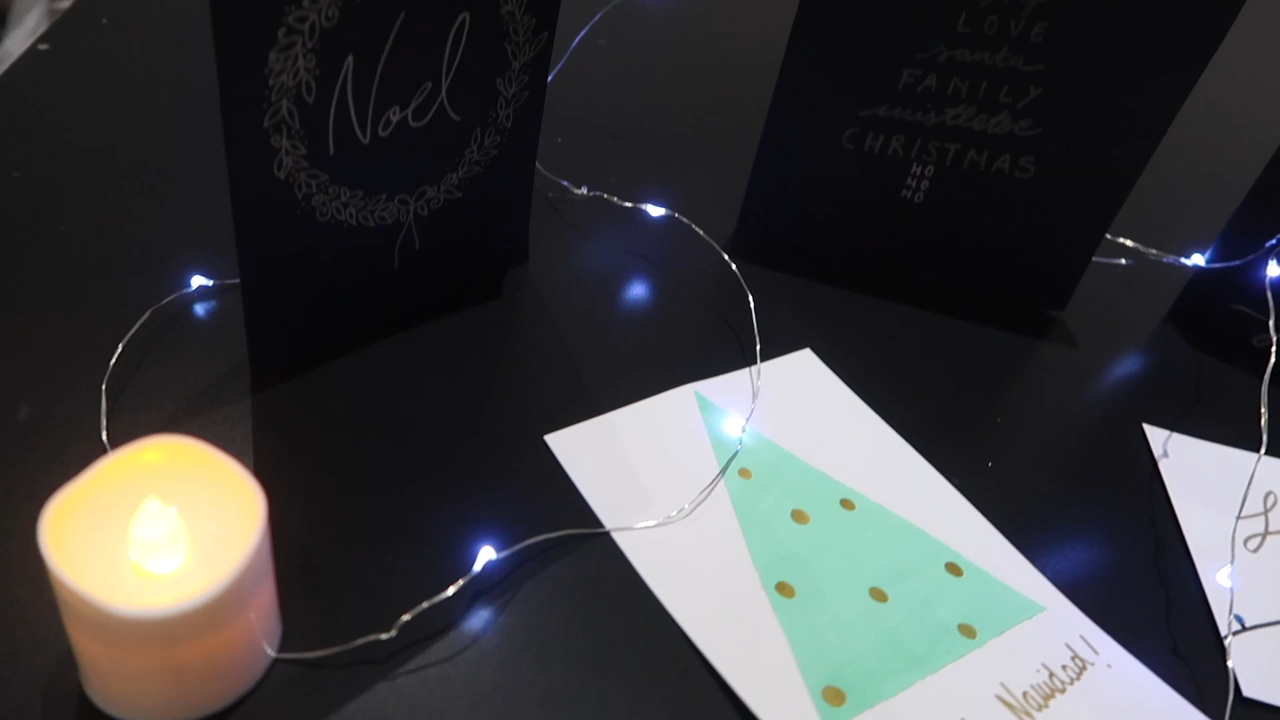 Noel
LOVE
santa
FAMILY
mistletoe
CHRISTMAS
HO
HO
HO
Navidad!